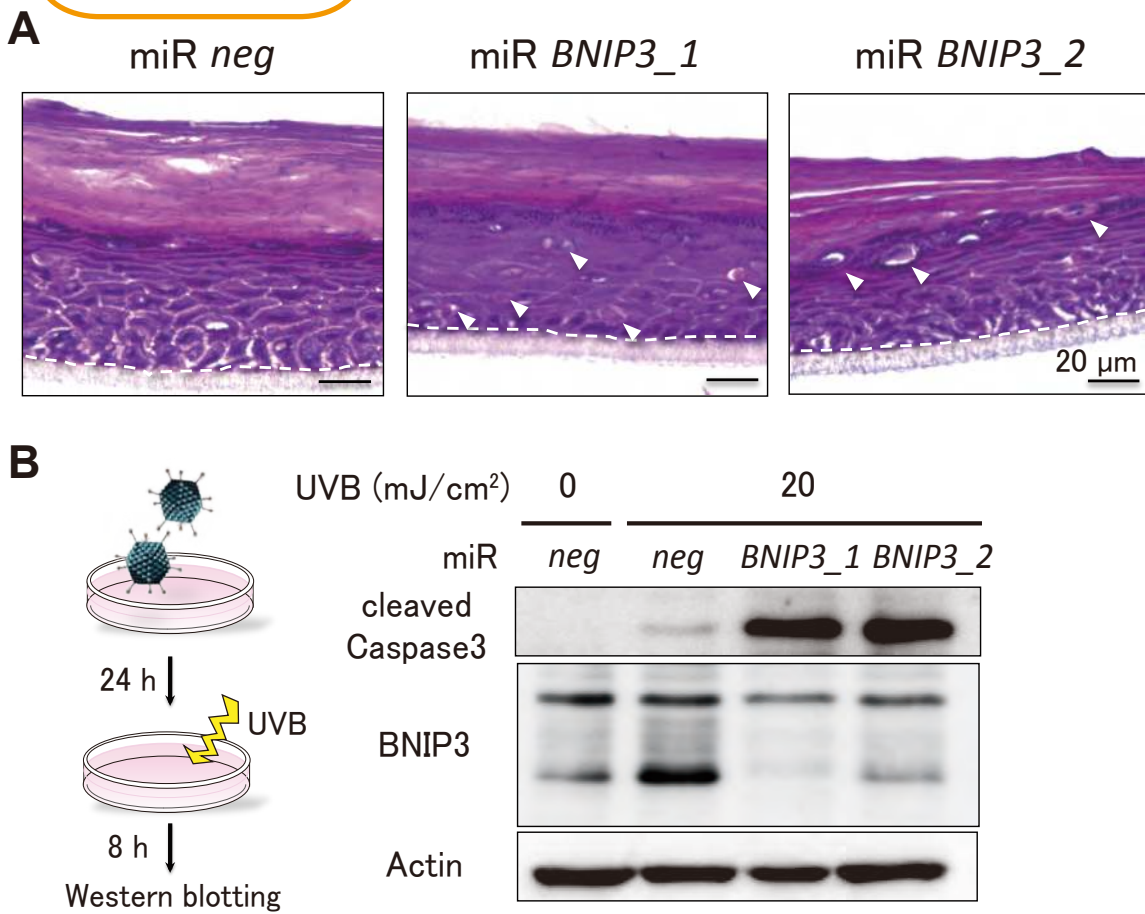 A
miR neg miR BNIP3_1 miR BNIP3_2
20 µm
B
UVB (mJ/cm²) 0 20
miR neg neg BNIP3_1 BNIP3_2
cleaved
Caspase3
24 h
UVB
BNIP3
8 h
Actin
Western blotting